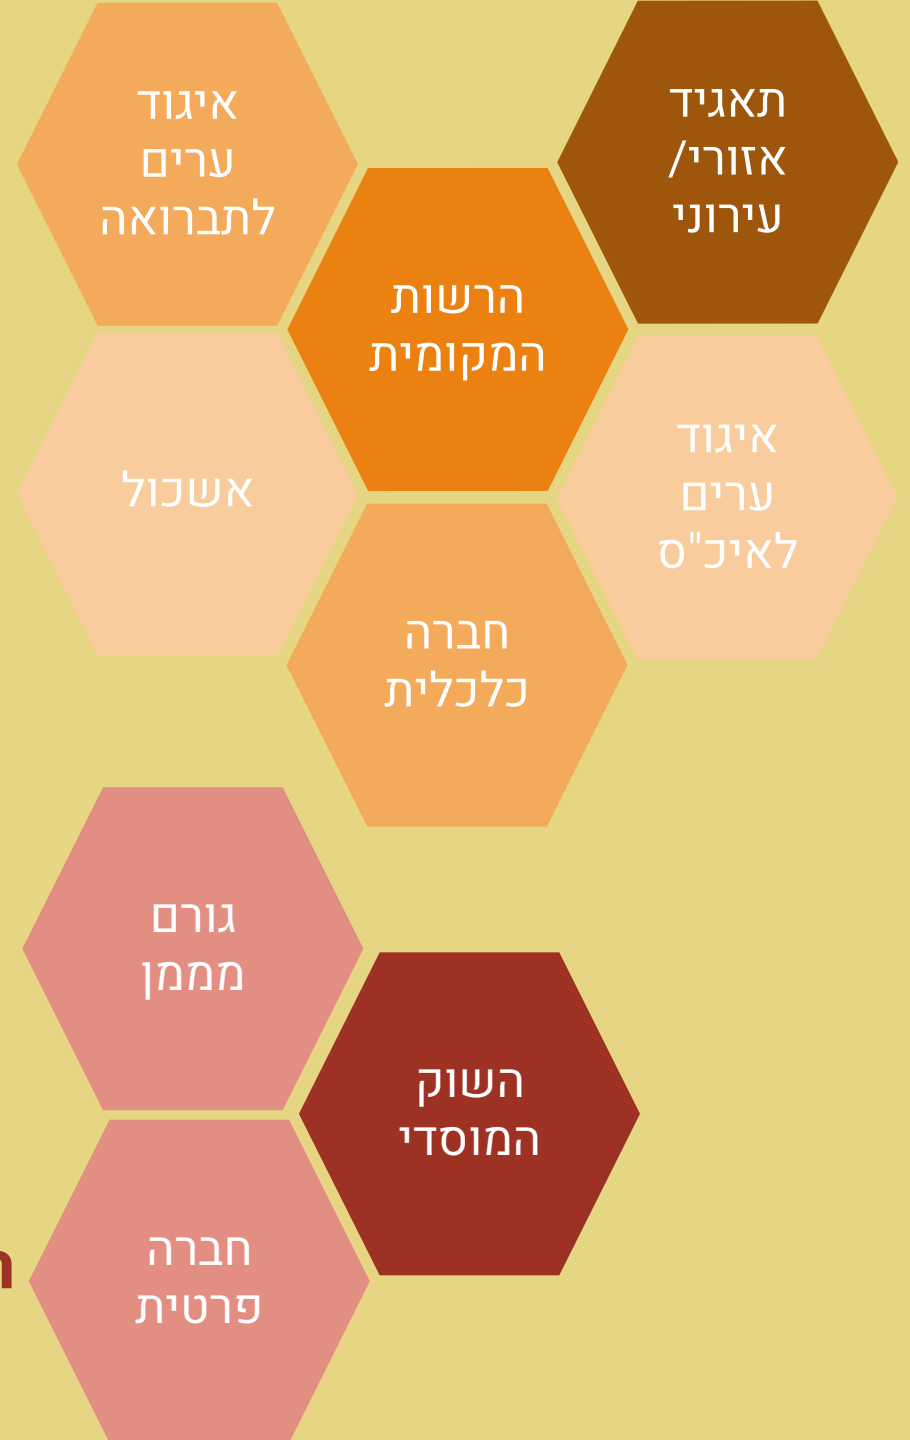 תאגיד
אזורי/
עירוני
איגוד
ערים
לתברואה
הרשות
המקומית
איגוד
ערים
לאיכ"ס
אשכול
חברה
כלכלית
גורם
מממן
השוק
המוסדי
חברה
פרטית